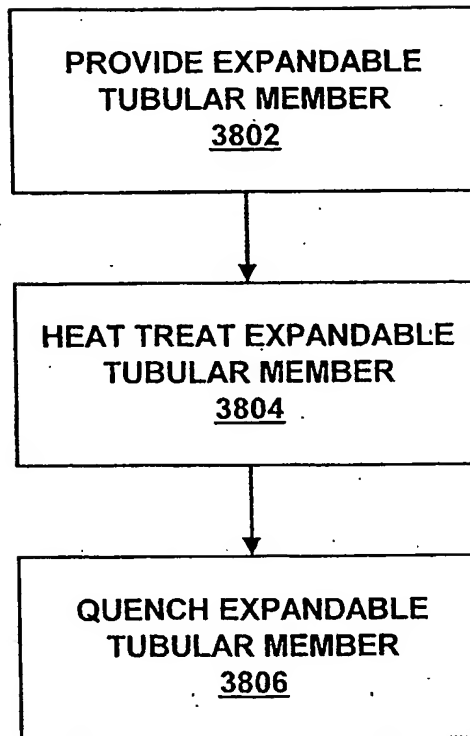 PROVIDE EXPANDABLE
TUBULAR MEMBER
3802
HEAT TREAT EXPANDABLE
TUBULAR MEMBER
3804
QUENCH EXPANDABLE
TUBULAR MEMBER
3806